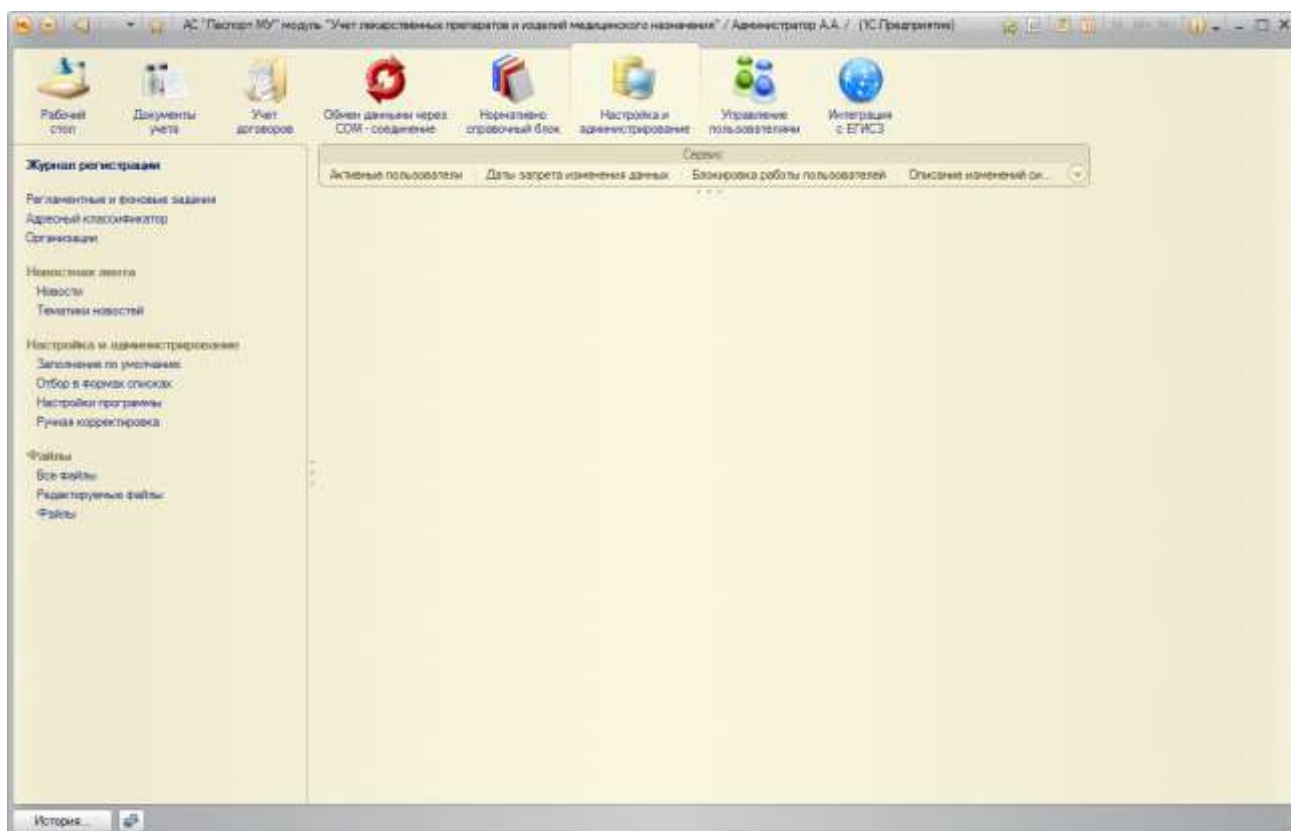 АС "Паспорт МУ" модуль "Учет лекарственных препаратов и изделий медицинского назначения" / Администратор А.А. / (1С:Предприятие)
Рабочий стол
Документы учета
Учет договоров
Обмен данными через COM - соединение
Нормативно справочный блок
Настройка и администрирование
Управление пользователями
Интеграция с ЕГИСЗ
Сервис
Активные пользователи Даты запрета изменения данных Блокировка работы пользователей Описание изменений си...
Журнал регистрации
Регламентные и фоновые задания
Адресный классификатор
Организации
Новостная лента
Новости
Тематики новостей
Настройка и администрирование
Заполнение по умолчанию
Отбор в формах списках
Настройки программы
Ручная корректировка
Файлы
Все файлы
Редактируемые файлы
Файлы
История...